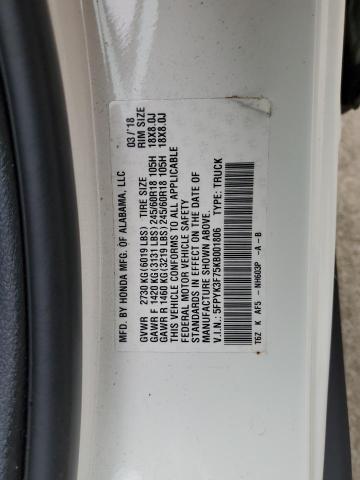 MFD. BY HONDA MFG. OF ALABAMA, LLC 03/'18
GVWR 2730 KG(6019 LBS) TIRE SIZE RIM SIZE
GAWR F 1420 KG(3131 LBS) 245/60R18 105H 18X8.0J
GAWR R 1460 KG(3219 LBS) 245/60R18 105H 18X8.0J
THIS VEHICLE CONFORMS TO ALL APPLICABLE
FEDERAL MOTOR VEHICLE SAFETY
STANDARDS IN EFFECT ON THE DATE OF
MANUFACTURE SHOWN ABOVE.
V.I.N.: 5FPYK3F75KB001806 TYPE: TRUCK
T6Z K AF5 - NH603P -A-B